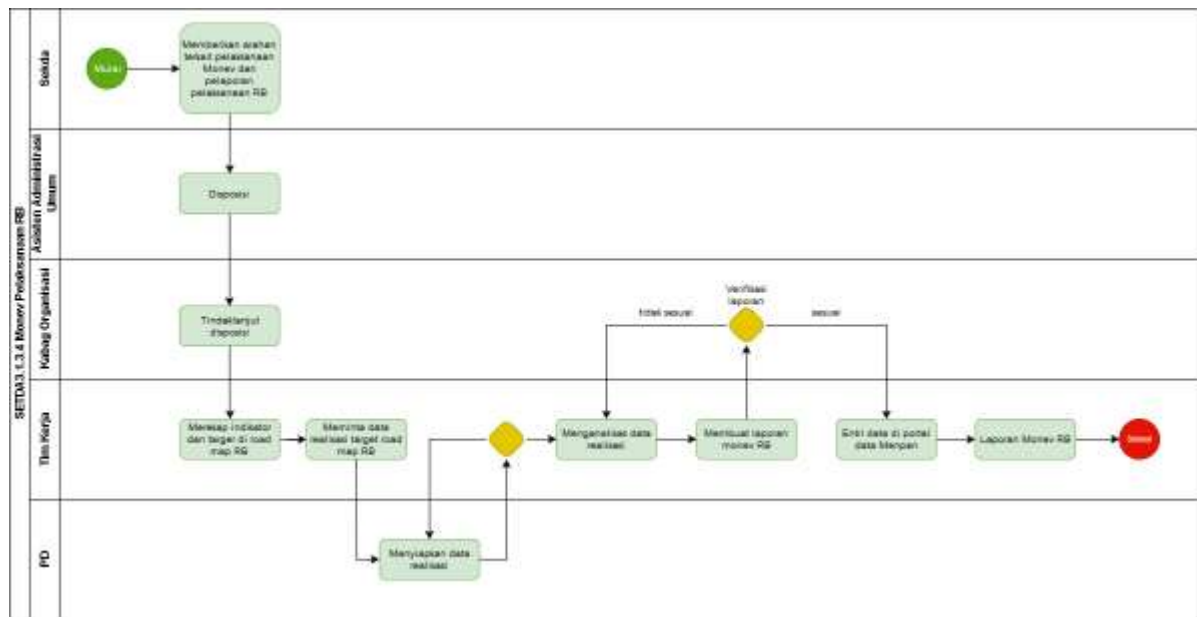 SETDA3.1.3.4 Monev Pelaksanaan RB
Sekda
Mulai
Memberikan arahan
terkait pelaksanaan
Monev dan
pelaporan
pelaksanaan RB
Asisten Administrasi
Umum
Disposisi
Kabag Organisasi
Tindaklanjut
disposisi
Verifikasi
laporan
tidak sesuai
sesuai
Tim Kerja
Merekap indikator
dan target di road
map RB
Meminta data
realisasi target road
map RB
Menganalisis data
realisasi
Membuat laporan
monev RB
Entri data di portal
data Menpan
Laporan Monev RB
PD
Menyiapkan data
realisasi